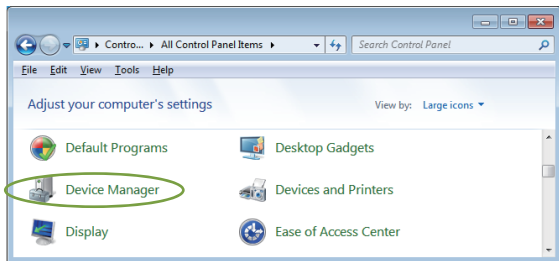 Contro... All Control Panel Items Search Control Panel
File Edit View Tools Help
Adjust your computer's settings View by: Large icons
Default Programs Desktop Gadgets
Device Manager Devices and Printers
Display Ease of Access Center